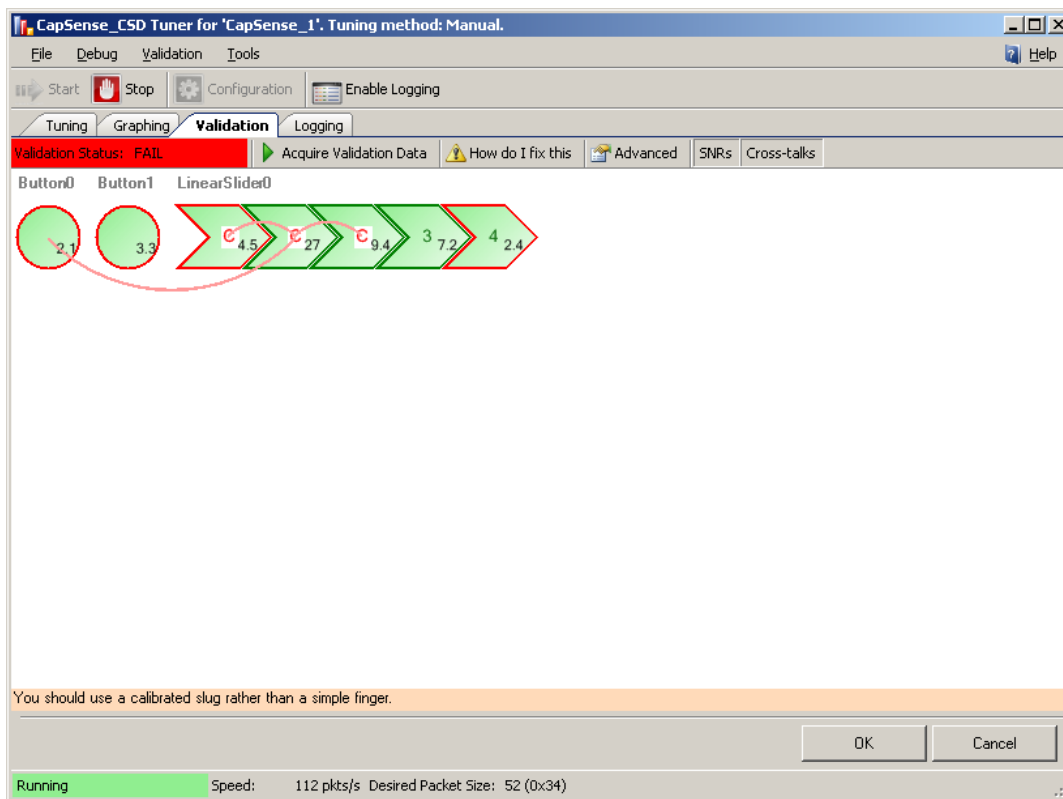 CapSense_CSD Tuner for 'CapSense_1'. Tuning method: Manual.
File Debug Validation Tools Help
Start Stop Configuration Enable Logging
Tuning Graphing Validation Logging
Validation Status: FAIL Acquire Validation Data How do I fix this Advanced SNRs Cross-talks
Button0 Button1 LinearSlider0
2.1 3.3 C 4.5 C 27 C 9.4 3 7.2 4 2.4
You should use a calibrated slug rather than a simple finger.
OK Cancel
Running Speed: 112 pkts/s Desired Packet Size: 52 (0x34)